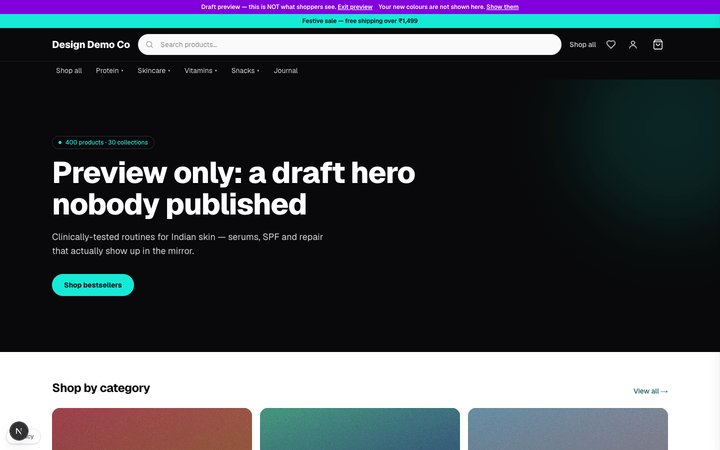 Draft preview — this is NOT what shoppers see. Exit preview Your new colours are not shown here. Show them
Festive sale — free shipping over ₹1,499
Design Demo Co
Search products...
Shop all
Shop all Protein Skincare Vitamins Snacks Journal
400 products · 30 collections
Preview only: a draft hero
nobody published
Clinically-tested routines for Indian skin — serums, SPF and repair
that actually show up in the mirror.
Shop bestsellers
Shop by category
View all →
N